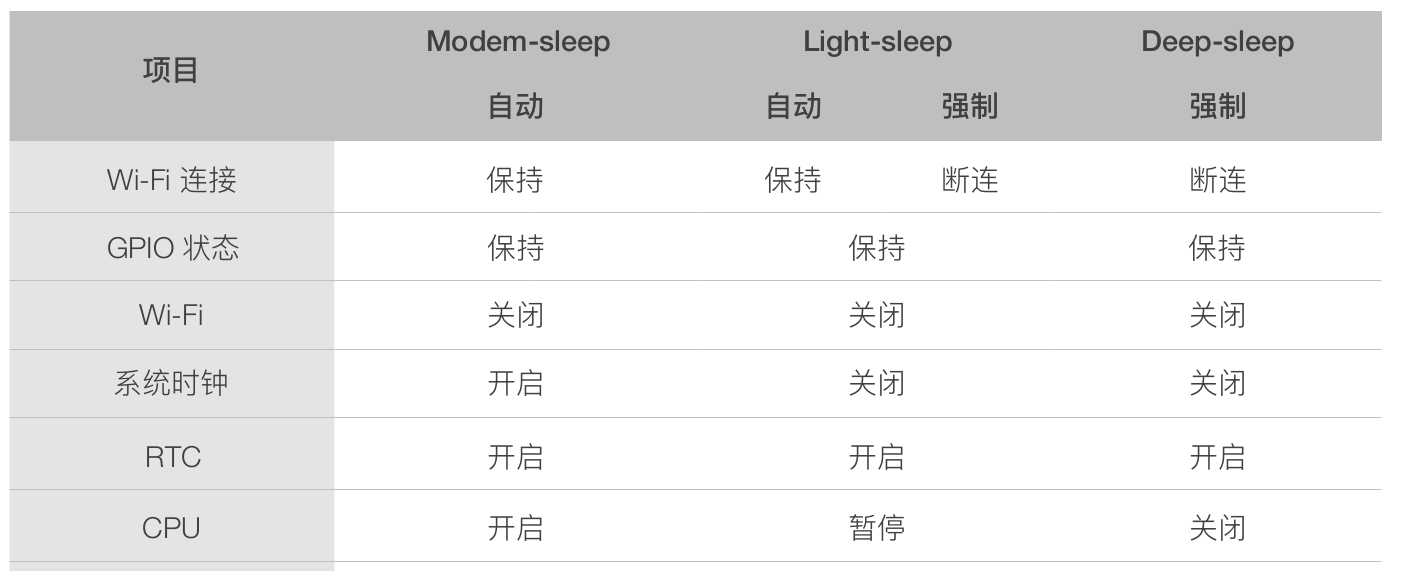 项目 Modem-sleep Light-sleep Deep-sleep
自动 自动 强制 强制
Wi-Fi 连接 保持 保持 断连 断连
GPIO 状态 保持 保持 保持
Wi-Fi 关闭 关闭 关闭
系统时钟 开启 关闭 关闭
RTC 开启 开启 开启
CPU 开启 暂停 关闭